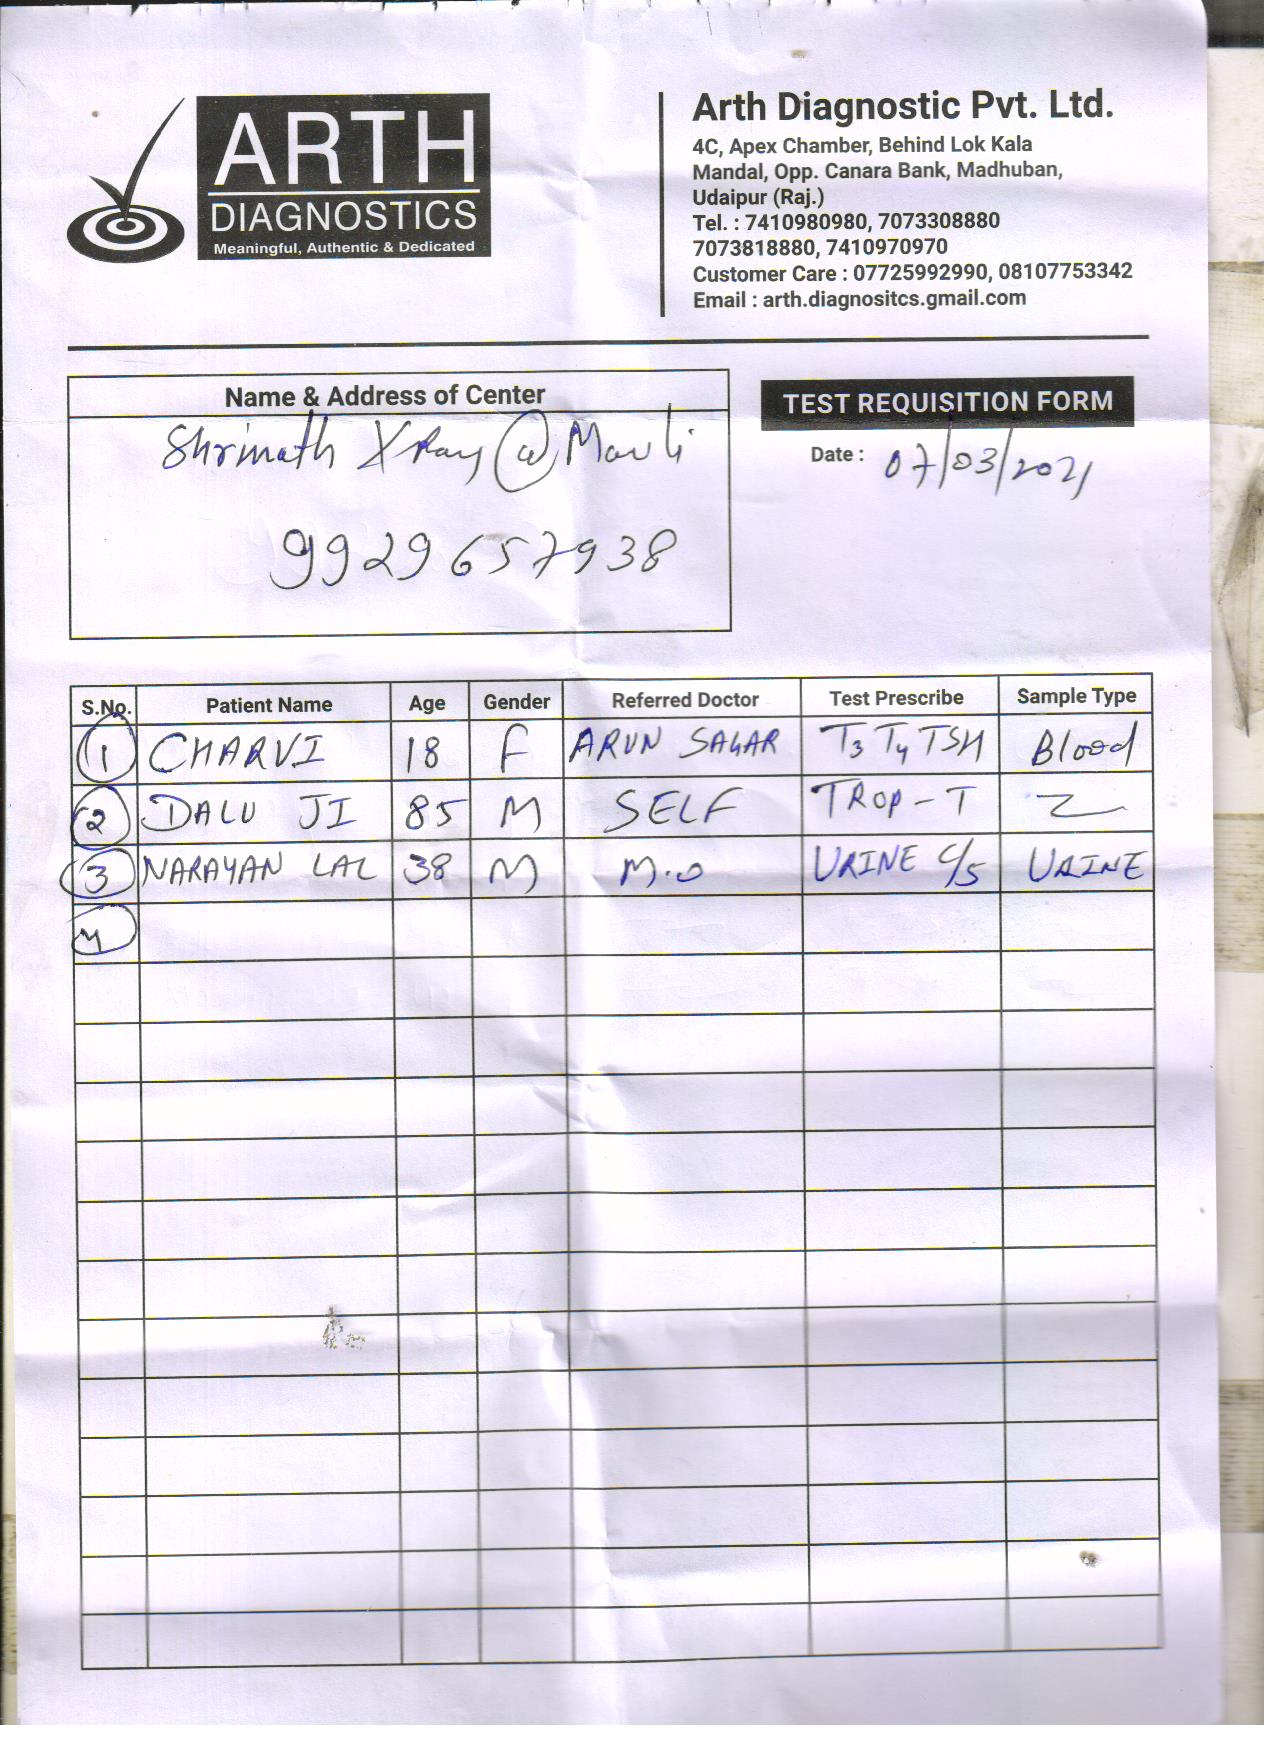 ARTH
DIAGNOSTICS
Meaningful, Authentic & Dedicated
Arth Diagnostic Pvt. Ltd.
4C, Apex Chamber, Behind Lok Kala
Mandal, Opp. Canara Bank, Madhuban,
Udaipur (Raj.)
Tel. : 7410980980, 7073308880
7073818880, 7410970970
Customer Care : 07725992990, 08107753342
Email : arth.diagnositcs.gmail.com
Name & Address of Center
Shrinath X Ray @ Mavli
9929657938
TEST REQUISITION FORM
Date : 07/03/2021
S.No. Patient Name Age Gender Referred Doctor Test Prescribe Sample Type
1 CHARVI 18 F ARUN SAGAR T3 T4 TSH Blood
2 DALU JI 85 M SELF TROP-T
3 NARAYAN LAL 38 M M.O URINE C/S URINE
4